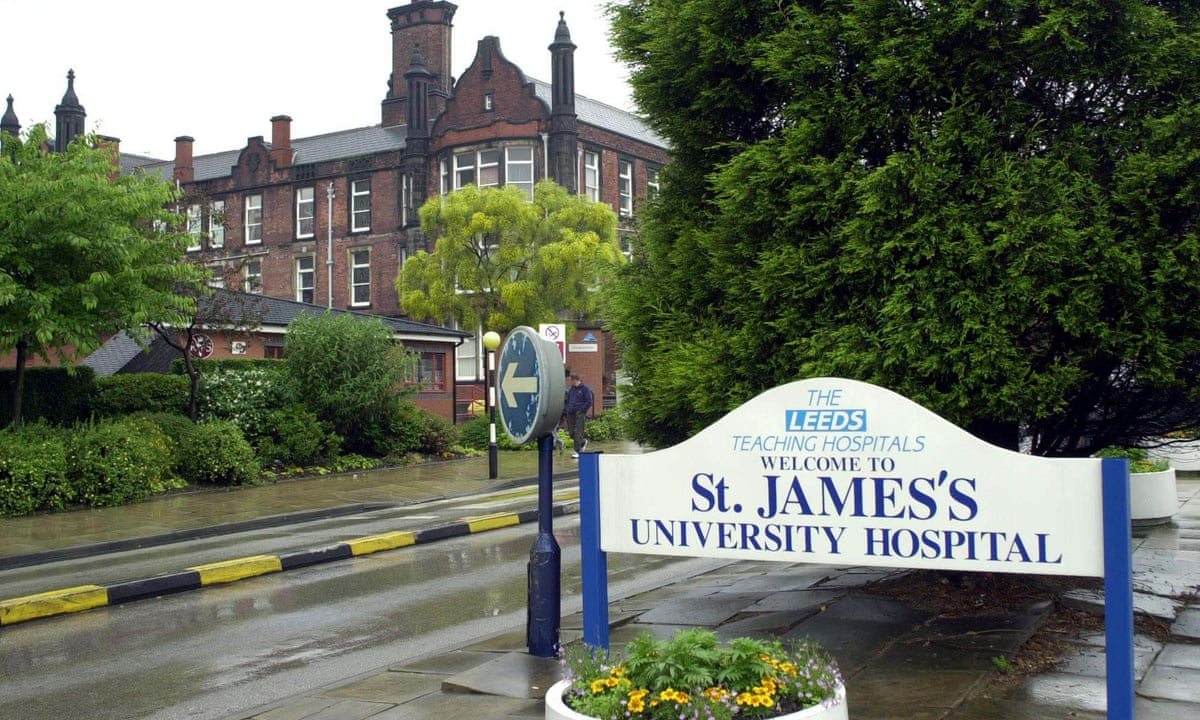 THE
LEEDS
TEACHING HOSPITALS
WELCOME TO
St. JAMES'S
UNIVERSITY HOSPITAL